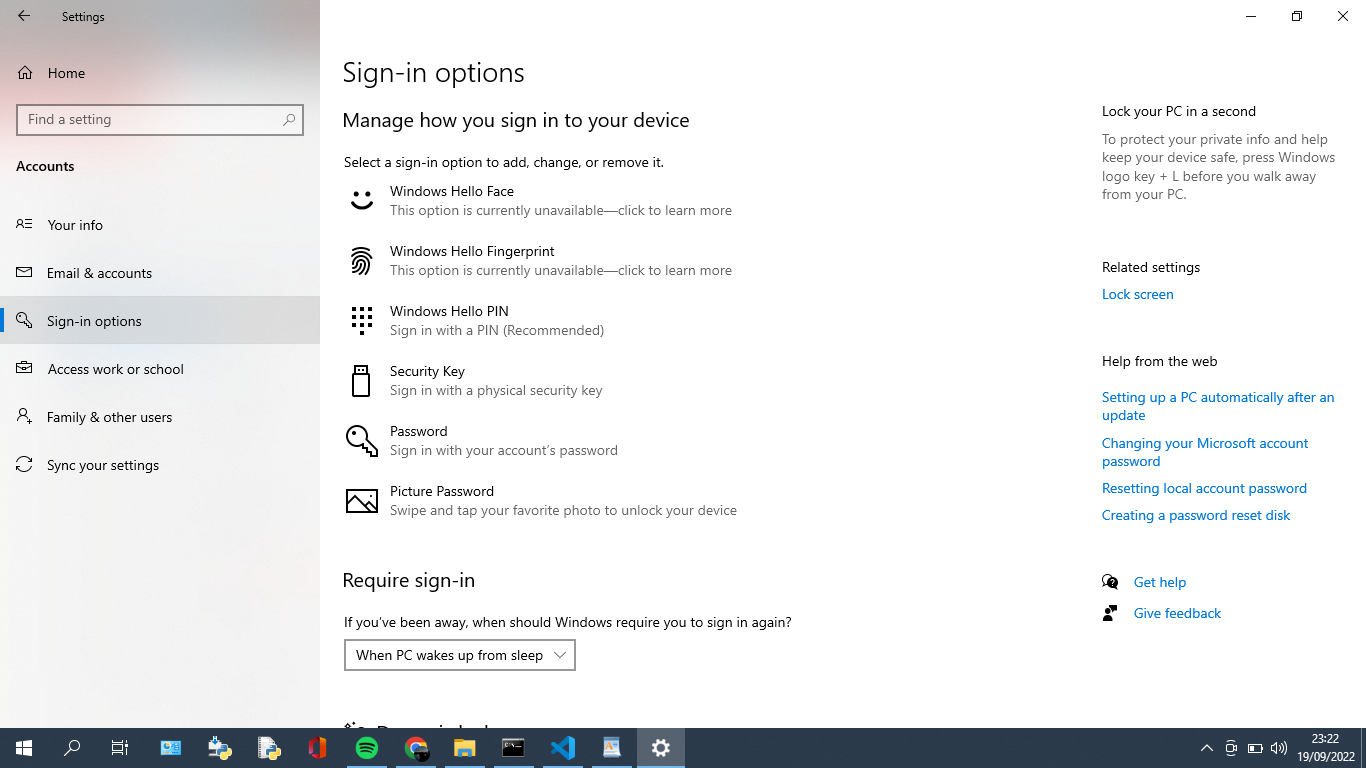 Settings
Home
Find a setting
Accounts
Your info
Email & accounts
Sign-in options
Access work or school
Family & other users
Sync your settings
Sign-in options
Manage how you sign in to your device
Select a sign-in option to add, change, or remove it.
Windows Hello Face
This option is currently unavailable—click to learn more
Windows Hello Fingerprint
This option is currently unavailable—click to learn more
Windows Hello PIN
Sign in with a PIN (Recommended)
Security Key
Sign in with a physical security key
Password
Sign in with your account's password
Picture Password
Swipe and tap your favorite photo to unlock your device
Require sign-in
If you've been away, when should Windows require you to sign in again?
When PC wakes up from sleep
Lock your PC in a second
To protect your private info and help
keep your device safe, press Windows
logo key + L before you walk away
from your PC.
Related settings
Lock screen
Help from the web
Setting up a PC automatically after an
update
Changing your Microsoft account
password
Resetting local account password
Creating a password reset disk
Get help
Give feedback
23:22
19/09/2022